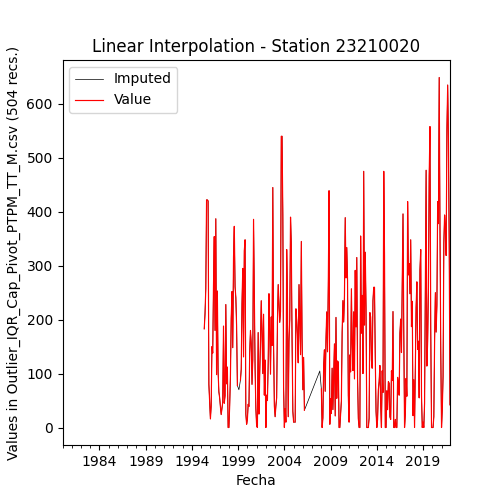 Linear Interpolation - Station 23210020
Values in Outlier_IQR_Cap_Pivot_PTPM_TT_M.csv (504 recs.)
Imputed
Value
600
500
400
300
200
100
0
1984 1989 1994 1999 2004 2009 2014 2019
Fecha